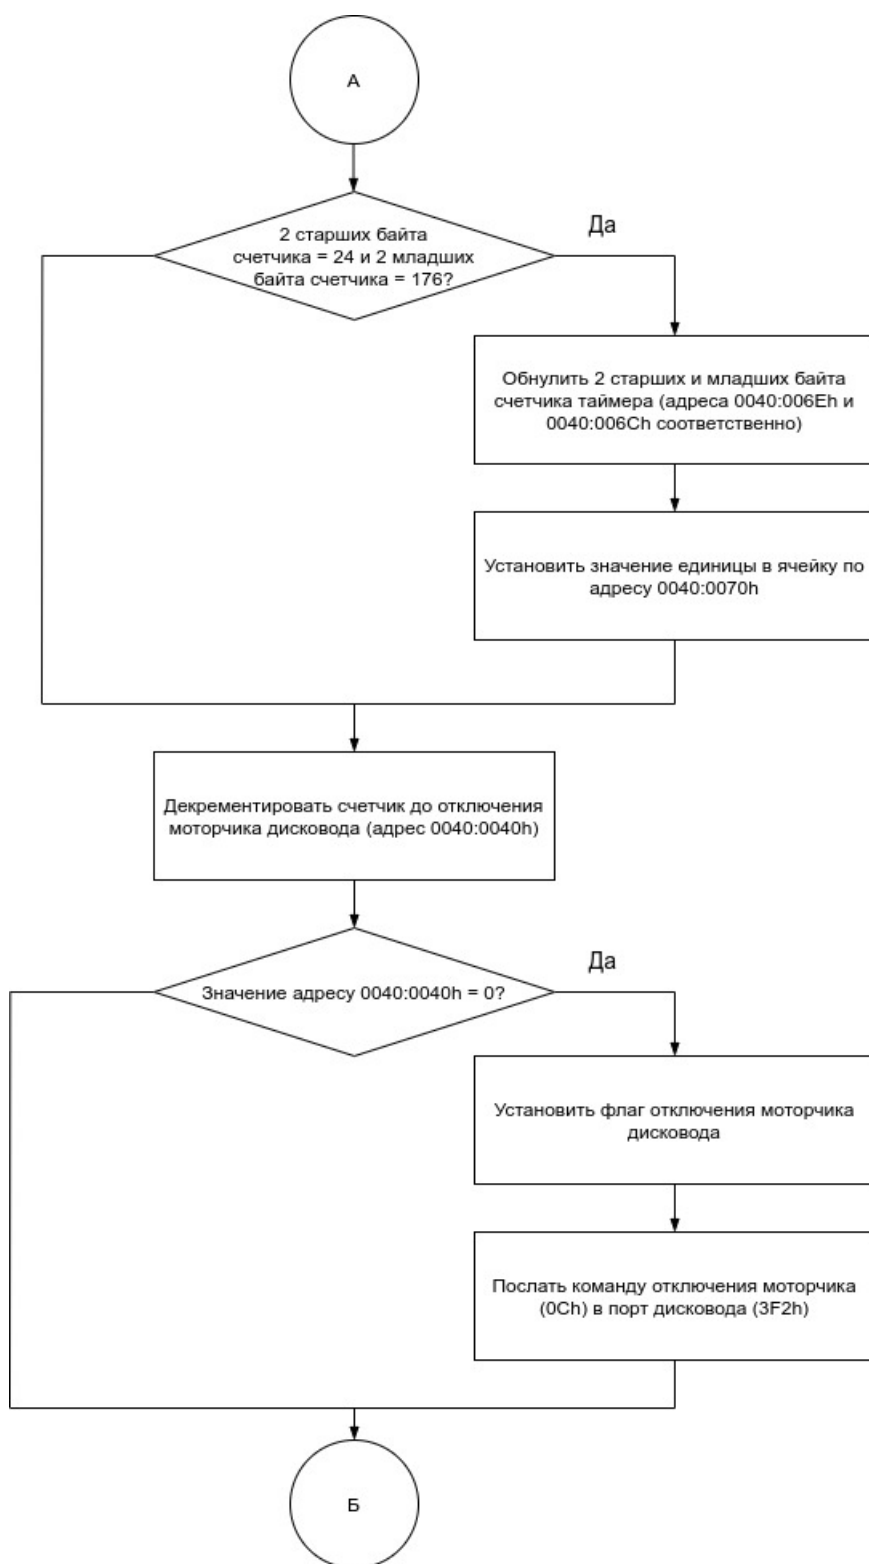 А
Да
2 старших байта
счетчика = 24 и 2 младших
байта счетчика = 176?
Обнулить 2 старших и младших байта
счетчика таймера (адреса 0040:006Eh и
0040:006Ch соответственно)
Установить значение единицы в ячейку по
адресу 0040:0070h
Декрементировать счетчик до отключения
моторчика дисковода (адрес 0040:0040h)
Да
Значение адресу 0040:0040h = 0?
Установить флаг отключения моторчика
дисковода
Послать команду отключения моторчика
(0Ch) в порт дисковода (3F2h)
Б